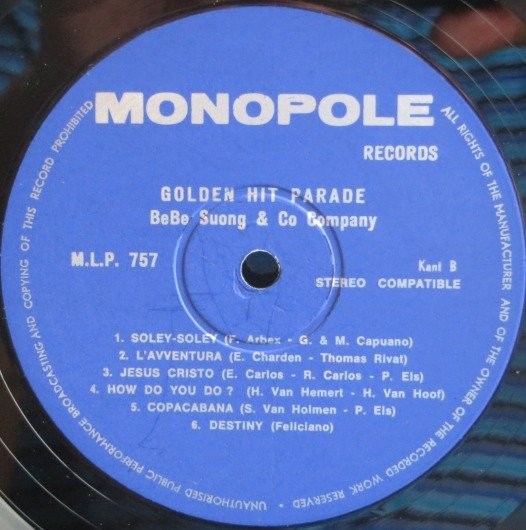 MONOPOLE
RECORDS
GOLDEN HIT PARADE
BeBe Suong & Co Company
M.L.P. 757
Kant B
STEREO COMPATIBLE
1. SOLEY-SOLEY (F. Arbex - G. & M. Capuano)
2. L'AVVENTURA (E. Charden - Thomas Rivat)
3. JESUS CRISTO (E. Carlos - R. Carlos - P. Els)
4. HOW DO YOU DO ? (H. Van Hemert - H. Van Hoof)
5. COPACABANA (S. Van Holmen - P. Els)
6. DESTINY (Feliciano)
ALL RIGHTS OF THE MANUFACTURER AND OF THE OWNER OF THE RECORDED WORK RESERVED - UNAUTHORISED PUBLIC PERFORMANCE BROADCASTING AND COPYING OF THIS RECORD PROHIBITED